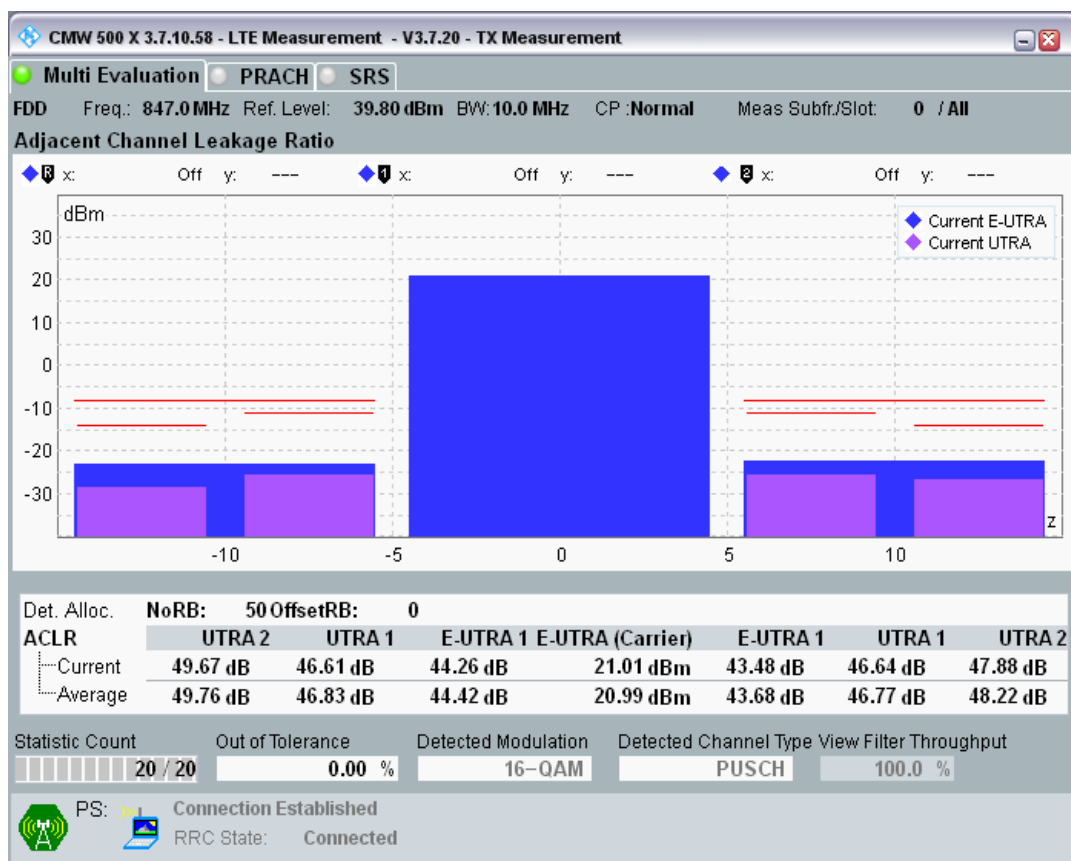 CMW 500 X 3.7.10.58 - LTE Measurement - V3.7.20 - TX Measurement
Multi Evaluation PRACH SRS
FDD Freq.: 847.0 MHz Ref. Level: 39.80 dBm BW: 10.0 MHz CP : Normal Meas Subfr./Slot: 0 / All
Adjacent Channel Leakage Ratio
R x: Off y: --- 1 x: Off y: --- 2 x: Off y: ---
dBm
Current E-UTRA
Current UTRA
30
20
10
0
-10
-20
-30
z
-10 -5 0 5 10
Det. Alloc. NoRB: 50 OffsetRB: 0
ACLR UTRA 2 UTRA 1 E-UTRA 1 E-UTRA (Carrier) E-UTRA 1 UTRA 1 UTRA 2
Current 49.67 dB 46.61 dB 44.26 dB 21.01 dBm 43.48 dB 46.64 dB 47.88 dB
Average 49.76 dB 46.83 dB 44.42 dB 20.99 dBm 43.68 dB 46.77 dB 48.22 dB
Statistic Count Out of Tolerance Detected Modulation Detected Channel Type View Filter Throughput
20 / 20 0.00 % 16-QAM PUSCH 100.0 %
PS: Connection Established
RRC State: Connected